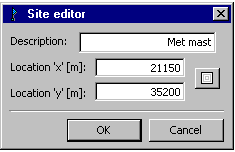 Site editor
Description: Met mast
Location 'x' [m]: 21150
Location 'y' [m]: 35200
OK Cancel